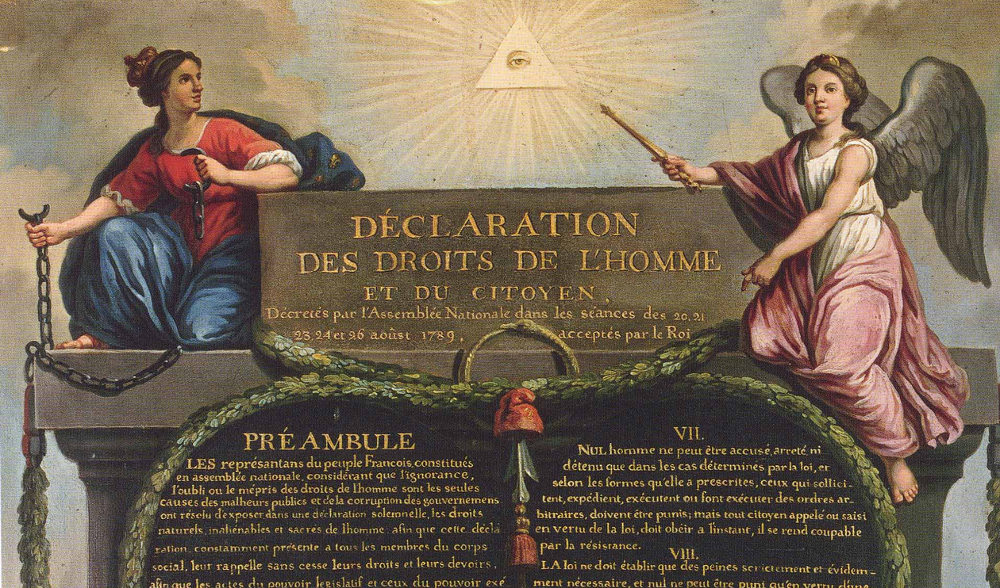 DÉCLARATION
DES DROITS DE L'HOMME
ET DU CITOYEN,
Décretés par l'Assemblée Nationale dans les séances des 20, 21
23, 24 et 26 août 1789, acceptés par le Roi
PRÉAMBULE
LES représantans du peuple Francois, constitués
en assemblée nationale, considérant que l'ignorance,
l'oubli ou le mépris des droits de l'homme sont les seules
causes des malheurs publics et de la corruption des gouvernemens
ont résolu d'exposer dans une déclaration solemnelle, les droits
naturels, inaliénables et sacrés de l'homme: afin que cette décla
ration, constamment présente a tous les membres du corps
social, leur rappelle sans cesse leurs droits et leurs devoirs,
afin que les actes du pouvoir legislatif et ceux du pouvoir exé
VII.
NUL homme ne peut être accusé, arreté, ni
détenu que dans les cas déterminés par la loi, et
selon les formes qu'elle a prescrites, ceux qui sollici-
tent, expédient, exécutent ou font exécuter des ordres ar-
bitraires, doivent être punis; mais tout citoyen appelé ou saisi
en vertu de la loi, doit obéir a l'instant, il se rend coupable
par la résistance.
VIII.
LA loi ne doit établir que des peines strictement et évidem-
ment nécessaire, et nul ne peut être puni qu'en vertu d'une